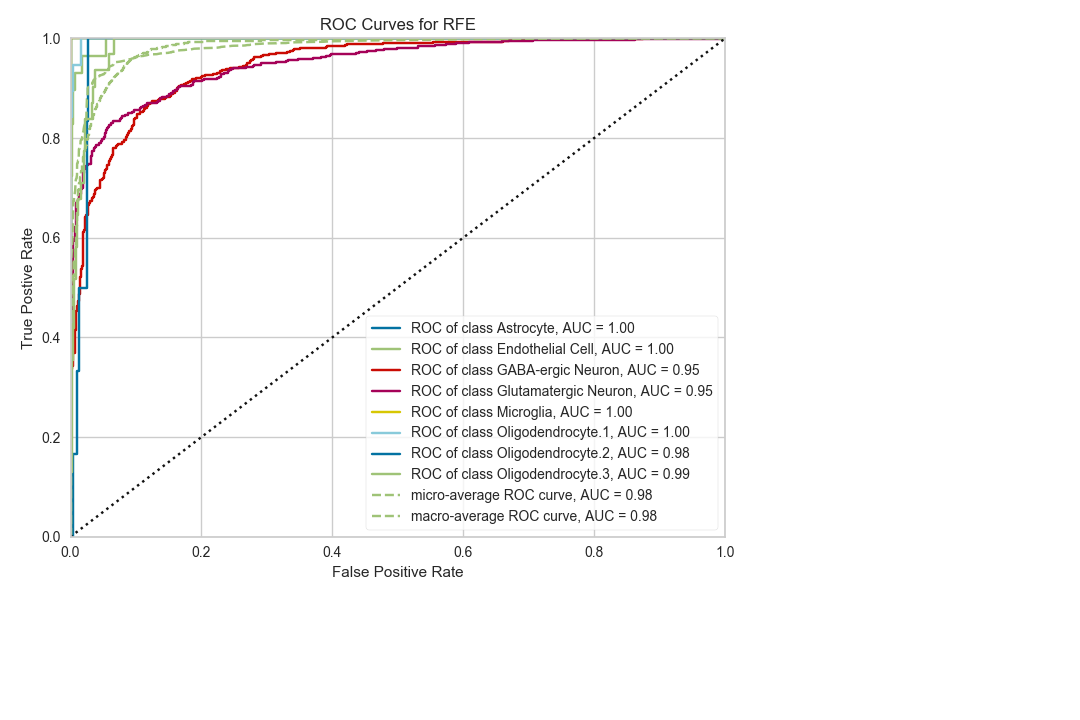 ROC Curves for RFE
1.0
0.8
0.6
0.4
0.2
0.0
True Postive Rate
ROC of class Astrocyte, AUC = 1.00
ROC of class Endothelial Cell, AUC = 1.00
ROC of class GABA-ergic Neuron, AUC = 0.95
ROC of class Glutamatergic Neuron, AUC = 0.95
ROC of class Microglia, AUC = 1.00
ROC of class Oligodendrocyte.1, AUC = 1.00
ROC of class Oligodendrocyte.2, AUC = 0.98
ROC of class Oligodendrocyte.3, AUC = 0.99
micro-average ROC curve, AUC = 0.98
macro-average ROC curve, AUC = 0.98
0.0 0.2 0.4 0.6 0.8 1.0
False Positive Rate